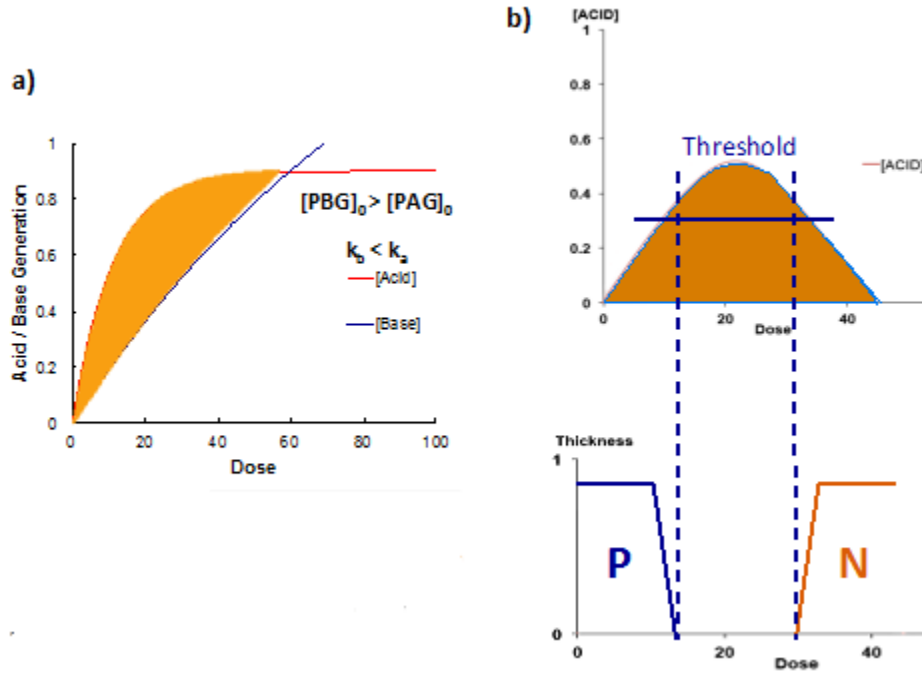 a)
1
0.8
0.6
0.4
0.2
0
Acid / Base Generation
[PBG]₀ > [PAG]₀
k_b < k_a
[Acid]
[Base]
0 20 40 60 80 100
Dose
b)
[ACID]
1
0.8
0.6
0.4
0.2
0
Threshold
[ACID]
0 20 40
Dose
Thickness
1
0
P
N
0 20 40
Dose